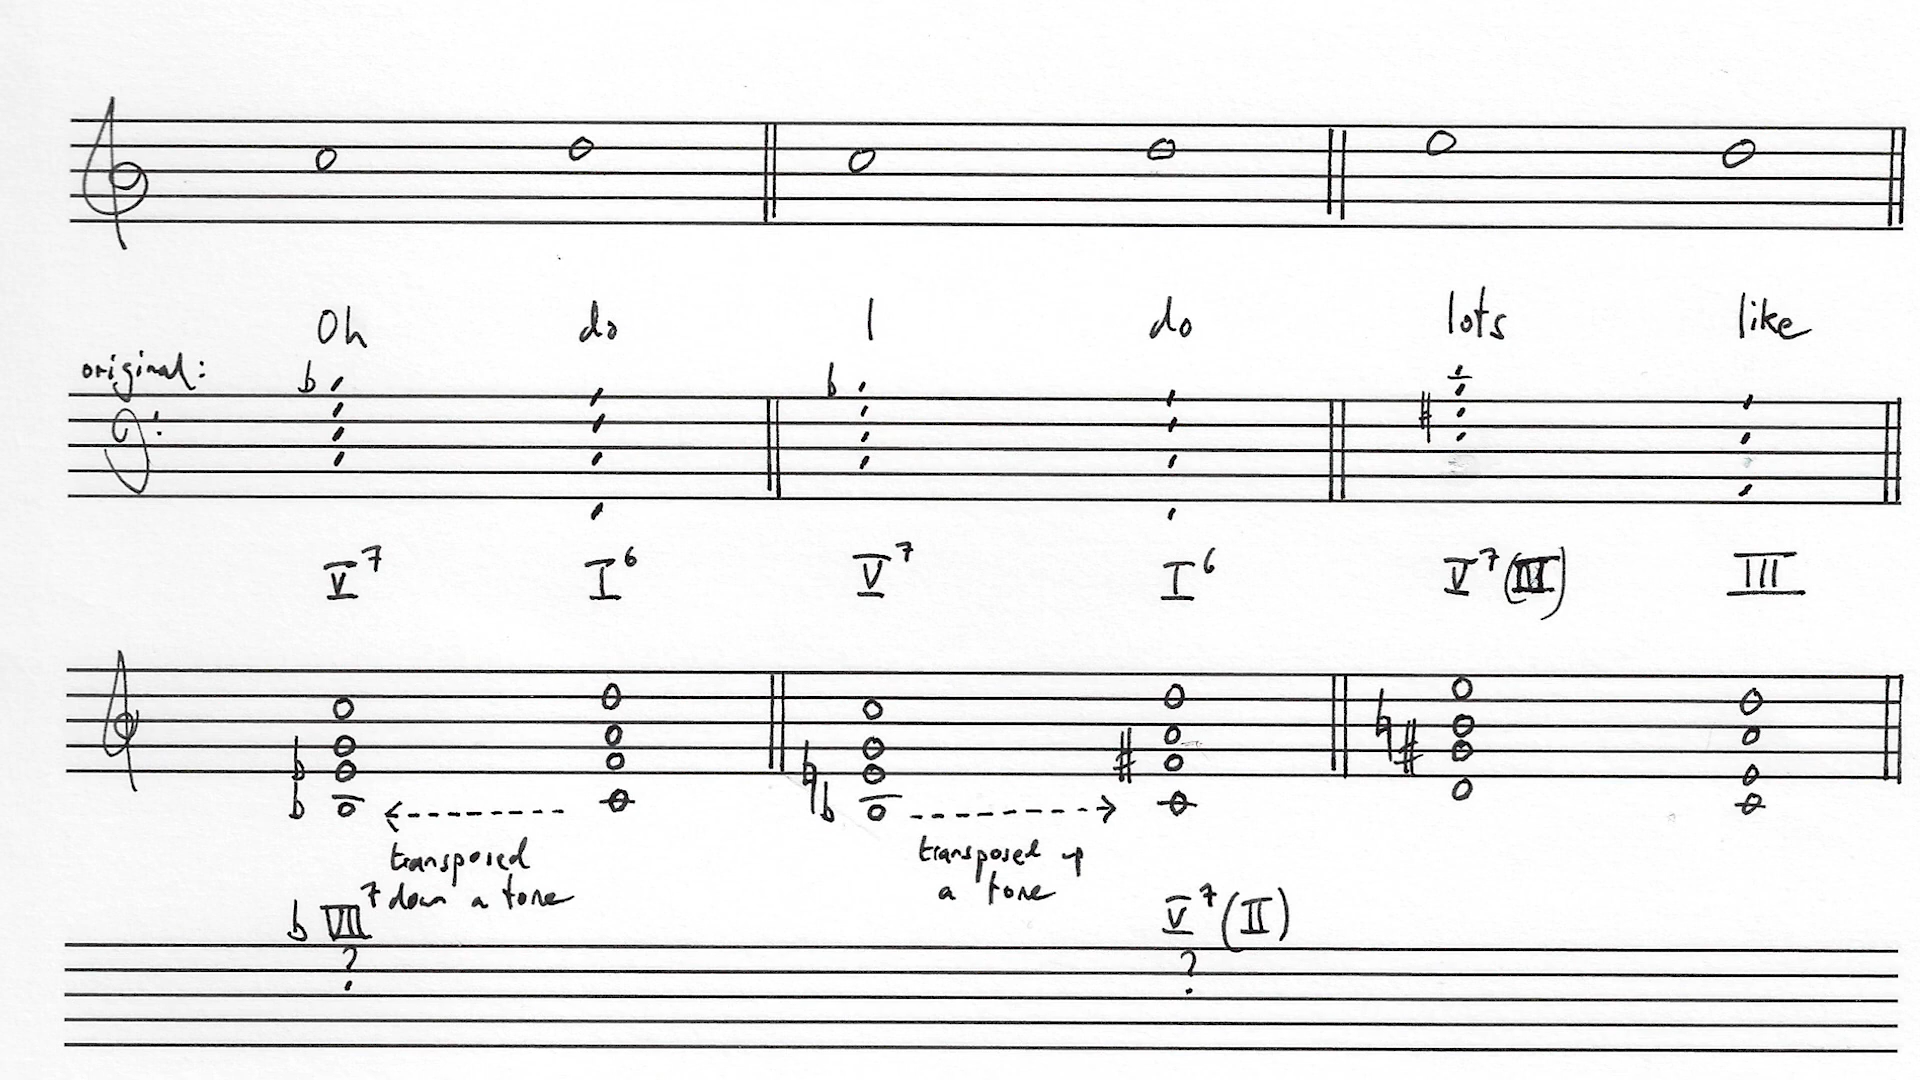 Oh do I do lots like
original:
V7 I6 V7 I6 V7(III) III
transposed down a tone
transposed up a tone
b VII7 V7(II)
? ?